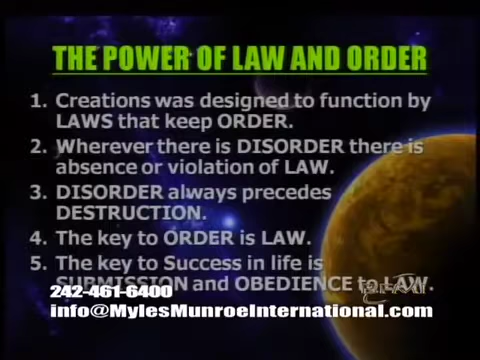 THE POWER OF LAW AND ORDER
1. Creations was designed to function by
LAWS that keep ORDER.
2. Wherever there is DISORDER there is
absence or violation of LAW.
3. DISORDER always precedes
DESTRUCTION.
4. The key to ORDER is LAW.
5. The key to Success in life is
SUBMISSION and OBEDIENCE to LAW.
242-461-6400
info@MylesMunroeInternational.com